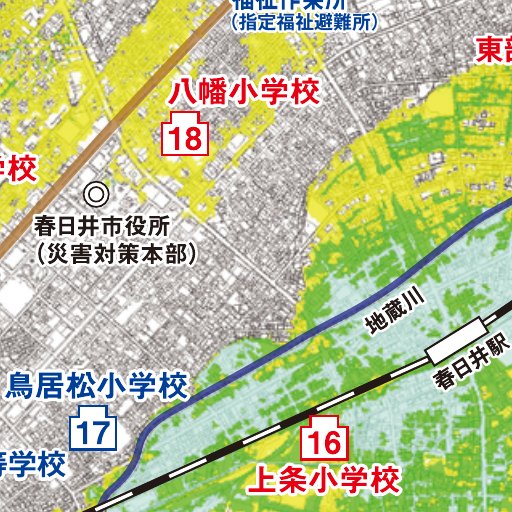 福祉作業所
(指定福祉避難所)
東部
八幡小学校
18
学校
春日井市役所
(災害対策本部)
地蔵川
春日井駅
鳥居松小学校
17
等学校
16
上条小学校